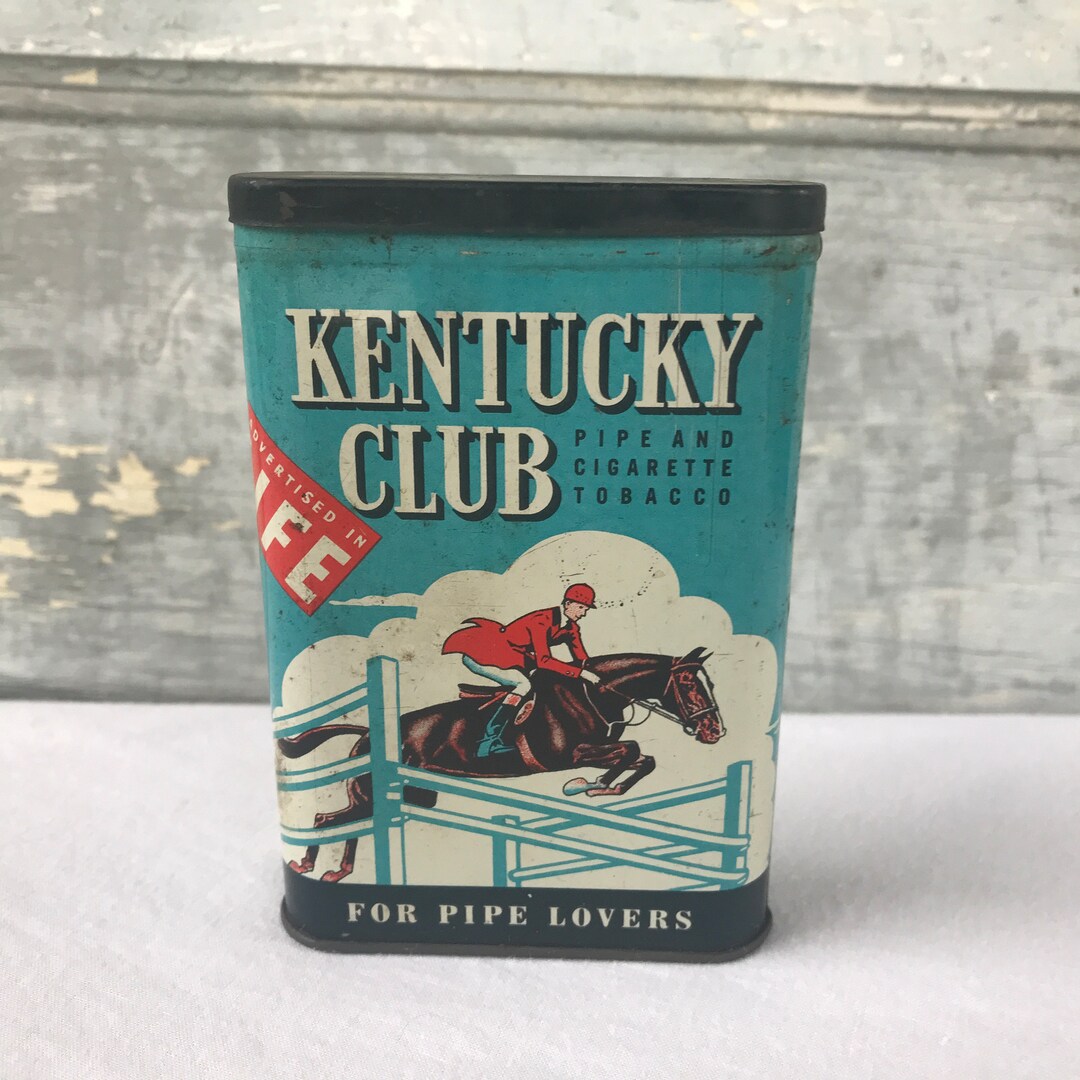 KENTUCKY
CLUB
PIPE AND
CIGARETTE
TOBACCO
ADVERTISED IN
LIFE
FOR PIPE LOVERS